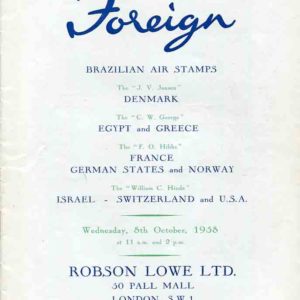 Foreign
BRAZILIAN AIR STAMPS
The "J. V. Jensen"
DENMARK
The "C. W. George"
EGYPT and GREECE
The "F. O. Hibbs"
FRANCE
GERMAN STATES and NORWAY
The "William C. Hinde"
ISRAEL - SWITZERLAND and U.S.A.
Wednesday, 8th October, 1958
at 11 a.m. and 2 p.m.
ROBSON LOWE LTD.
50 PALL MALL
LONDON, S.W.1